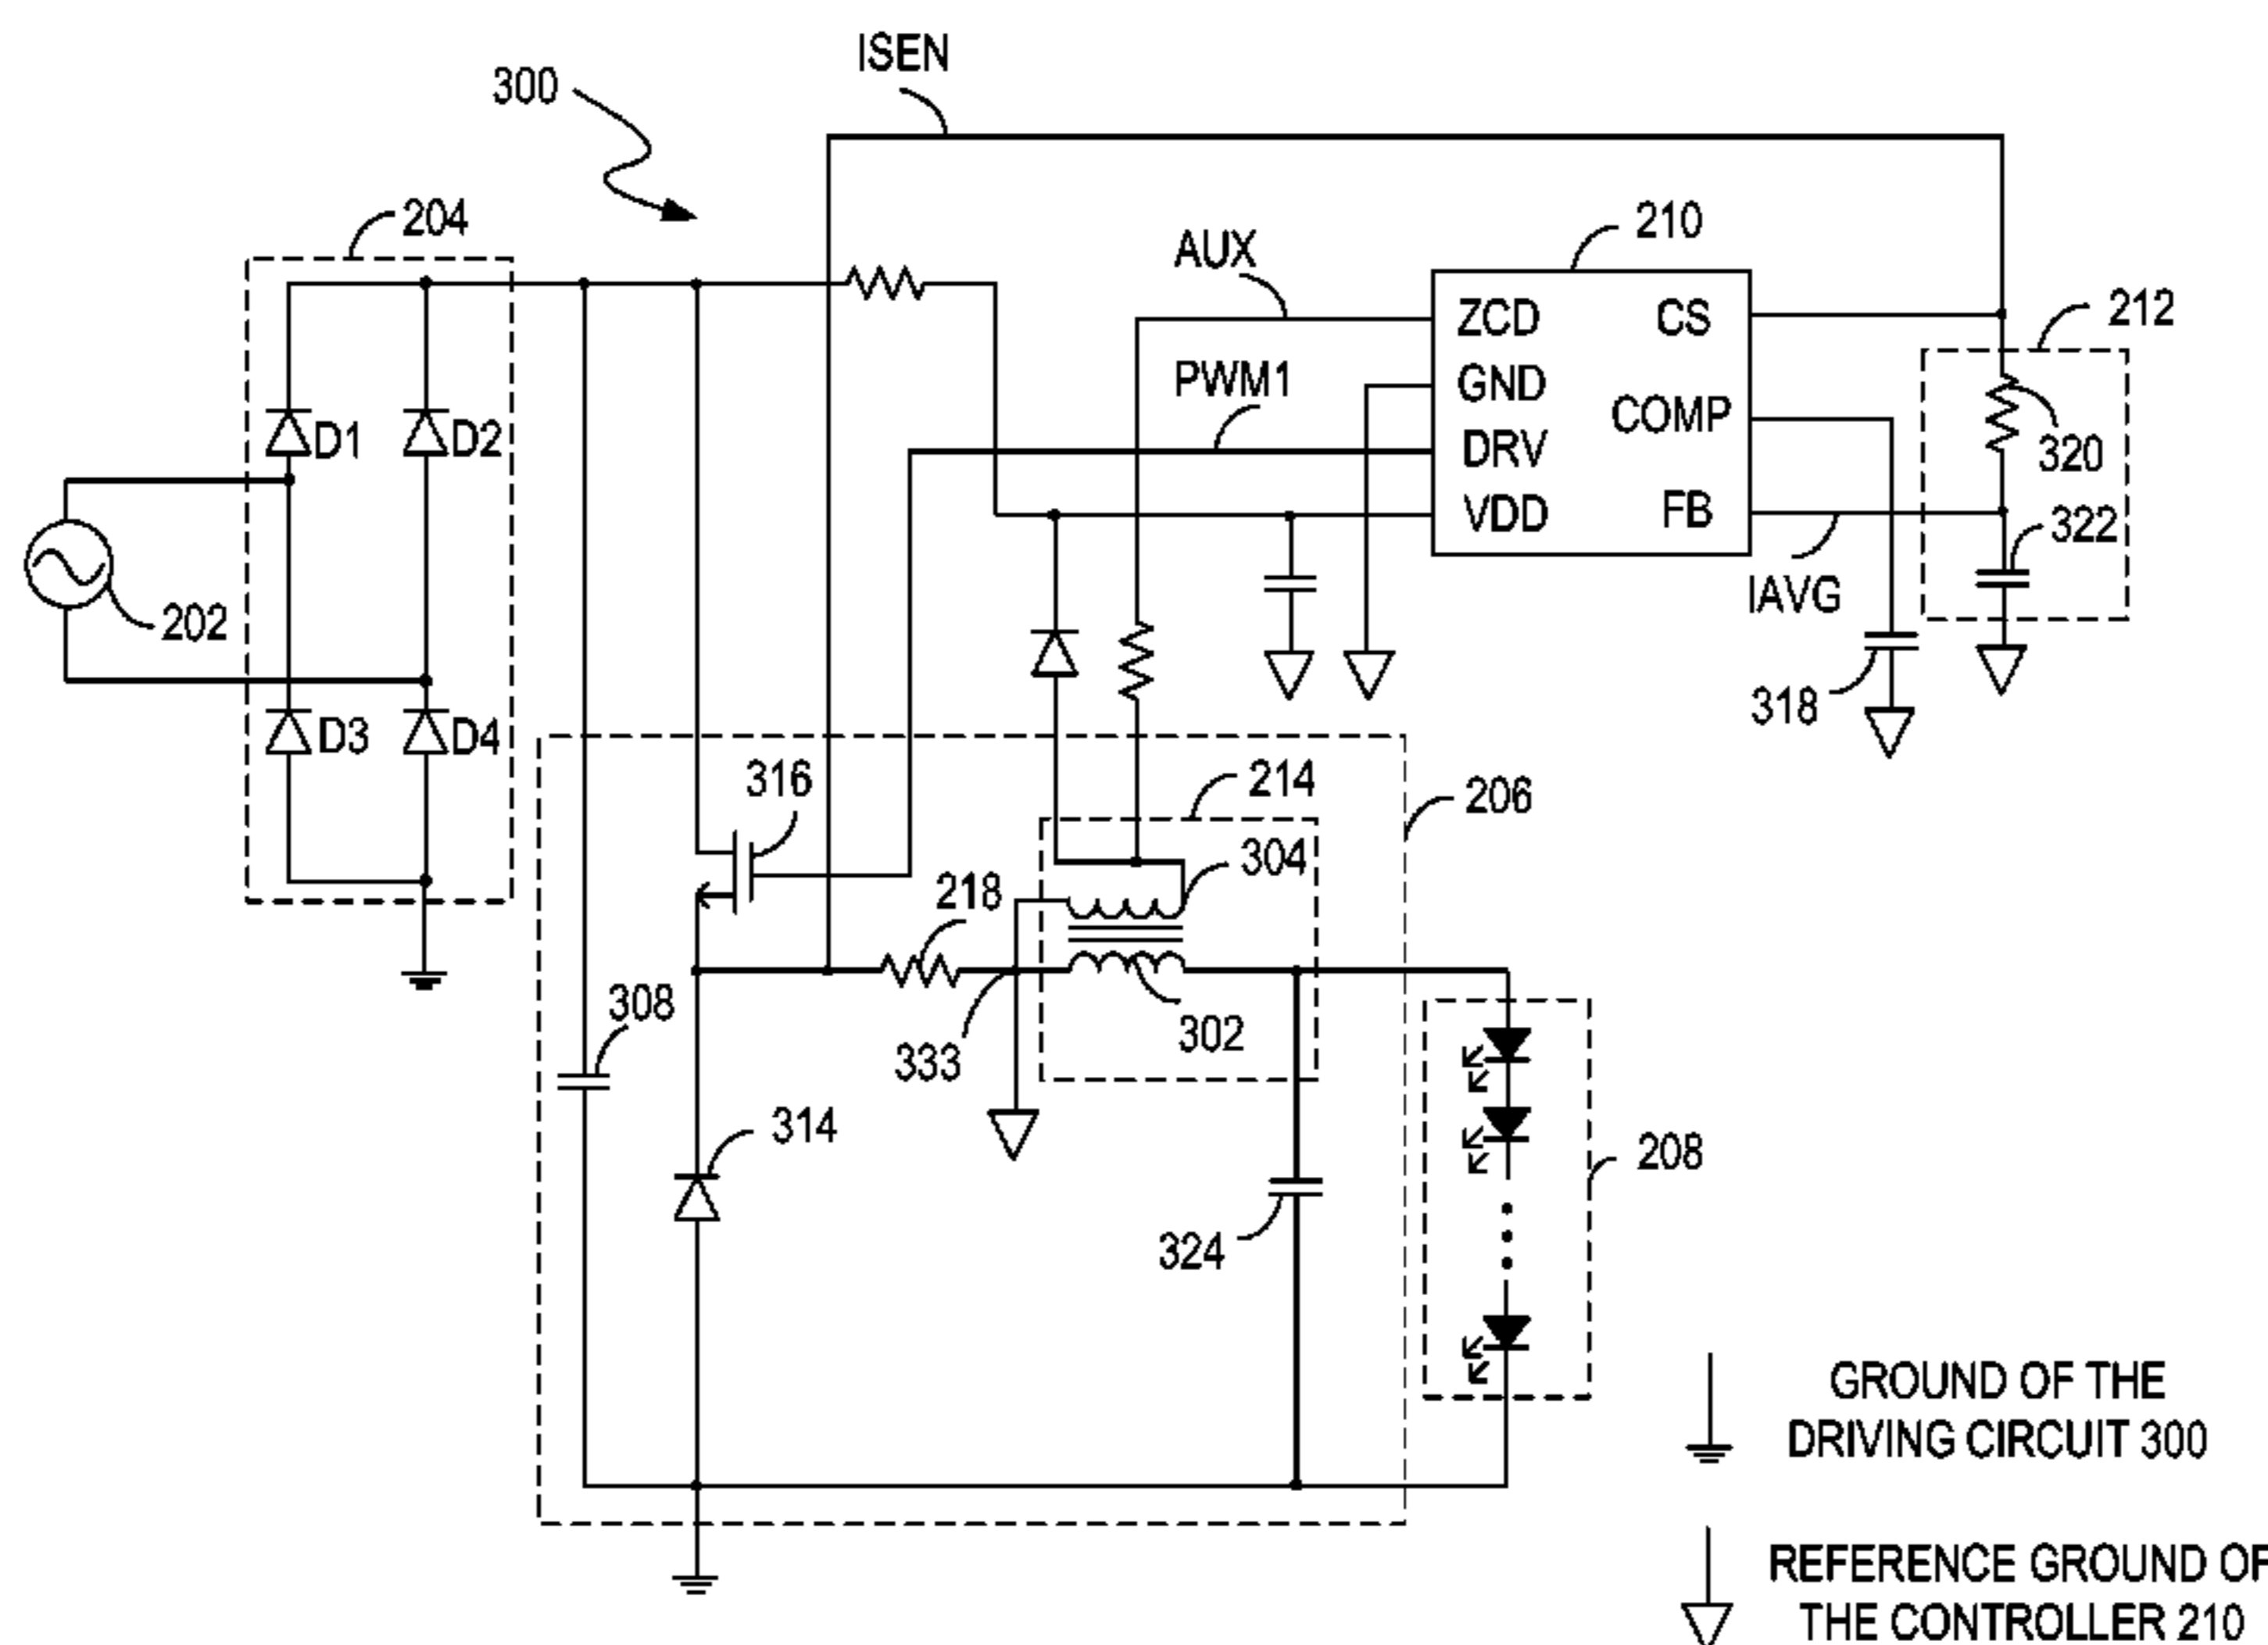 ISEN
300
204
AUX
210
ZCD
CS
212
PWM1
GND
COMP
320
D1
D2
DRV
VDD
FB
322
IAVG
202
318
D3
D4
316
214
206
304
218
308
302
333
314
208
324
GROUND OF THE
DRIVING CIRCUIT 300
REFERENCE GROUND OF
THE CONTROLLER 210